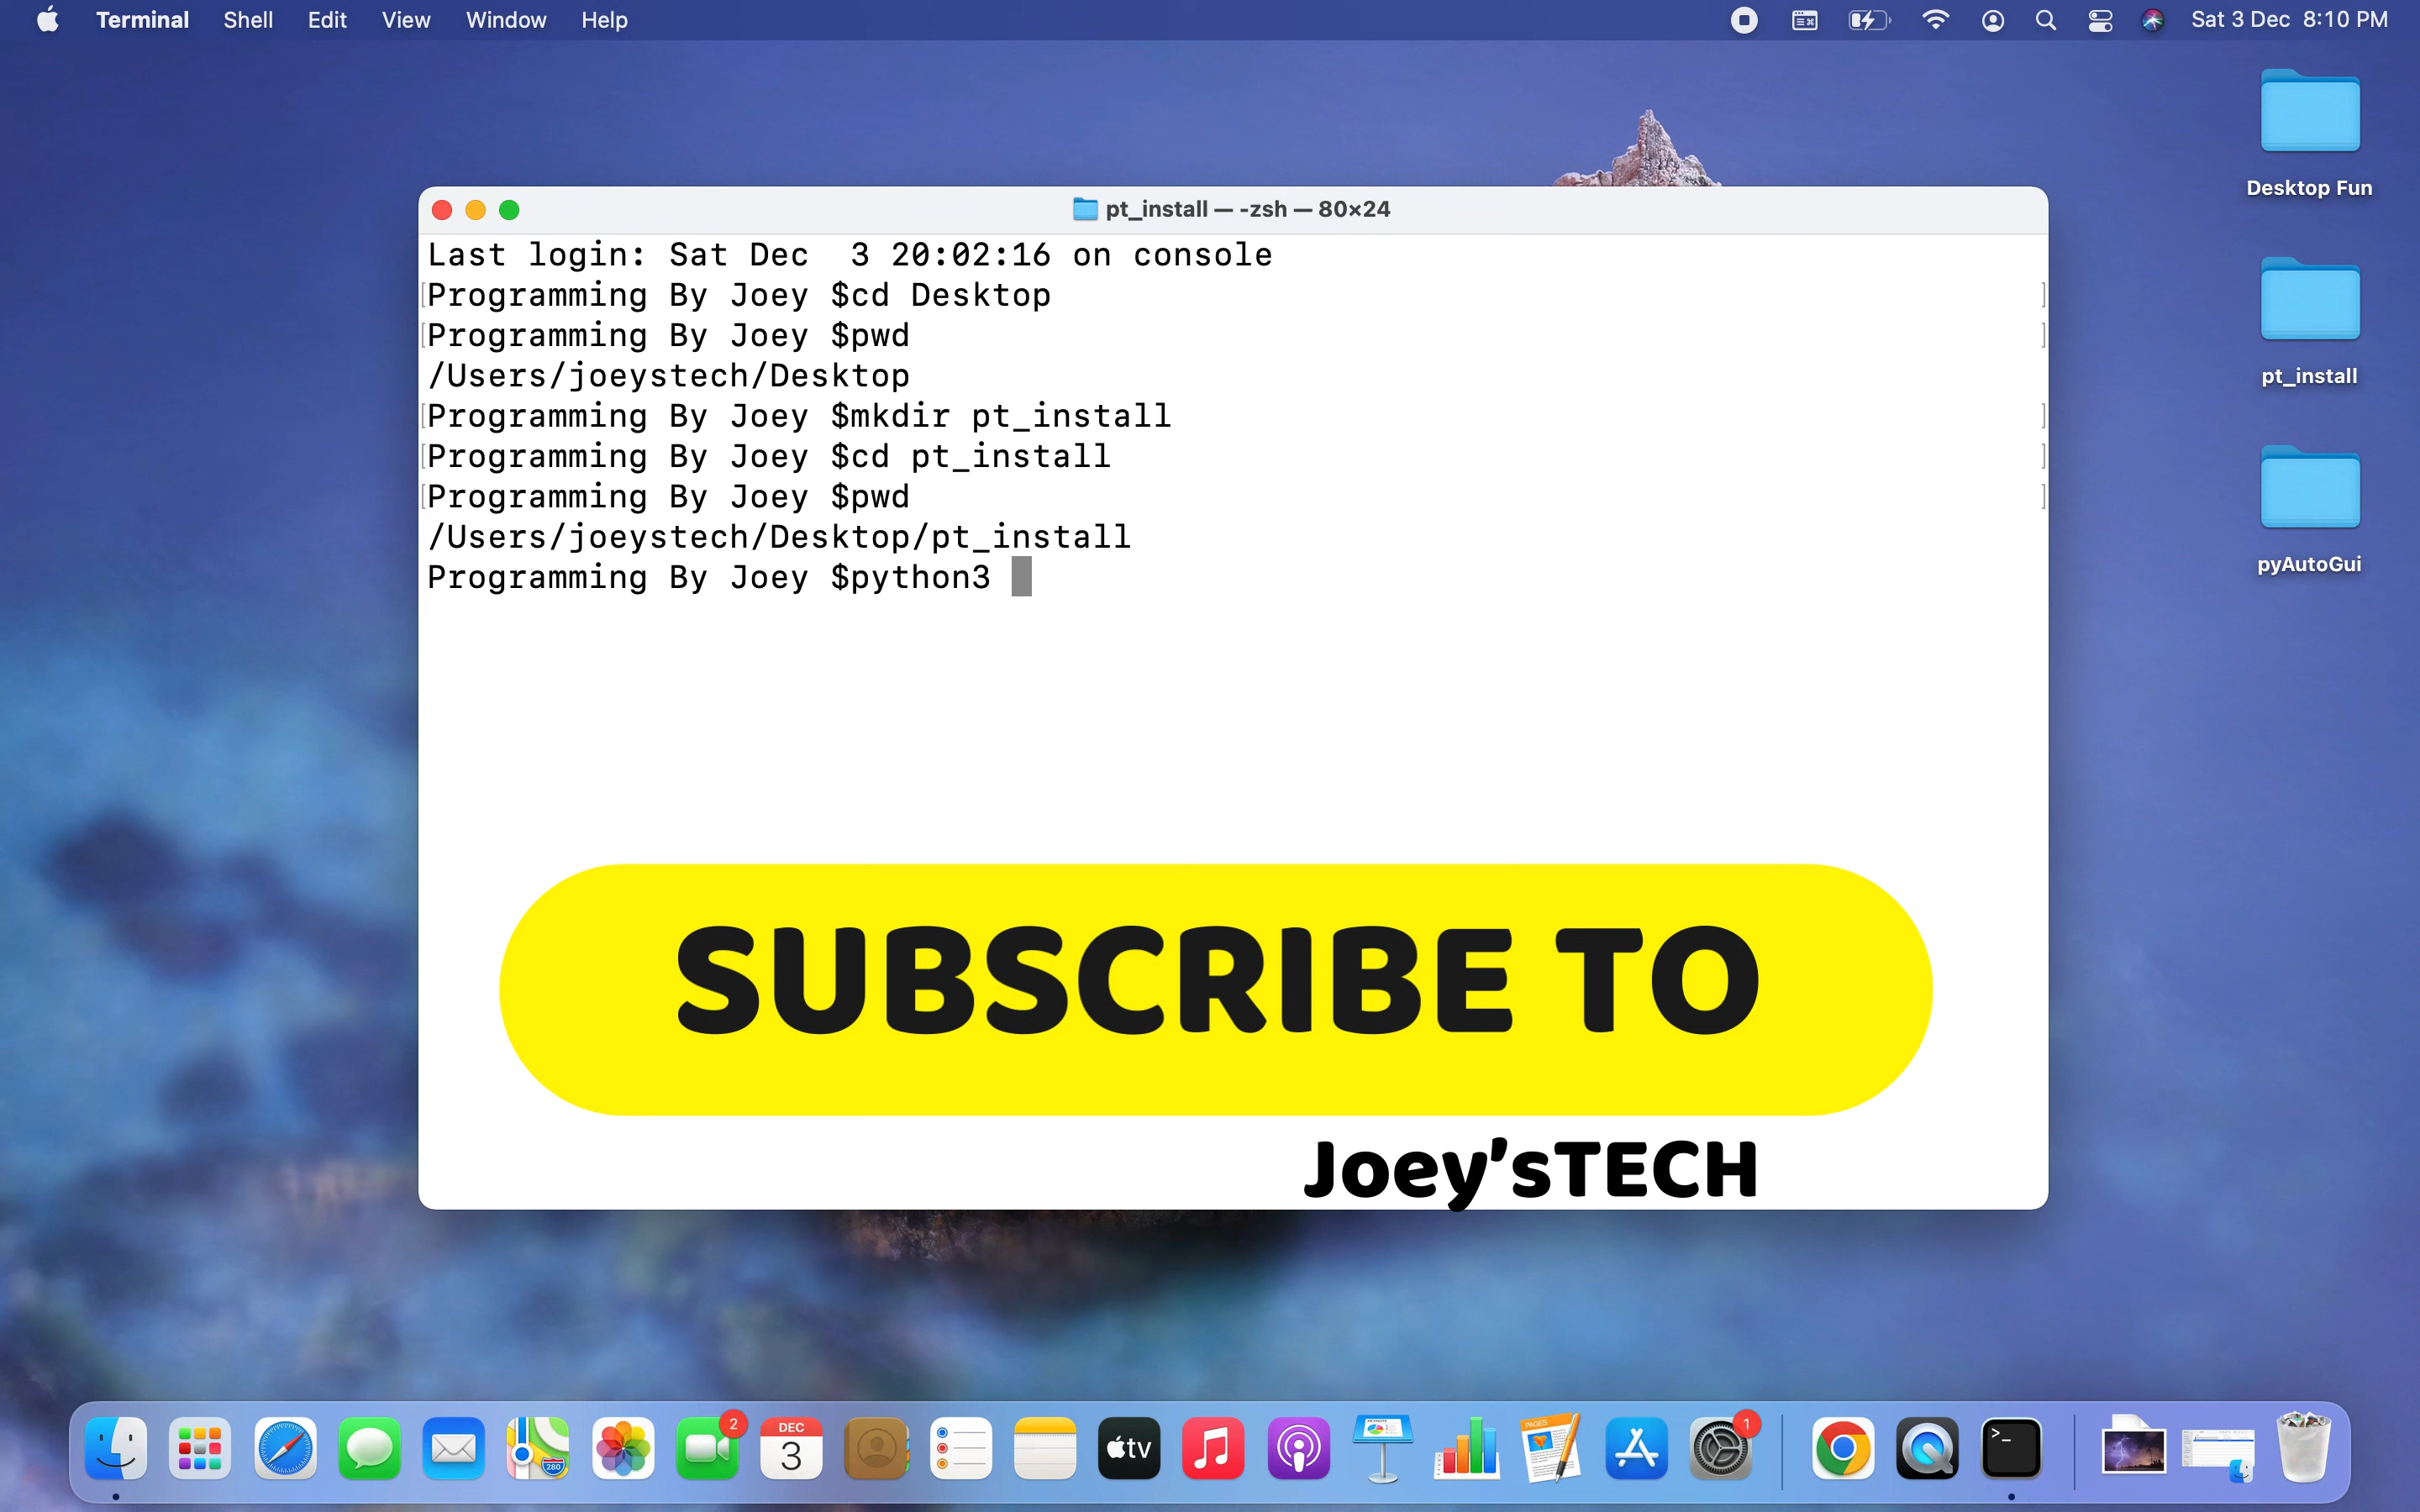 Terminal Shell Edit View Window Help
Sat 3 Dec 8:10 PM
Desktop Fun
pt_install
pyAutoGui
pt_install — -zsh — 80×24
Last login: Sat Dec  3 20:02:16 on console
[Programming By Joey $cd Desktop ]
[Programming By Joey $pwd ]
/Users/joeystech/Desktop
[Programming By Joey $mkdir pt_install ]
[Programming By Joey $cd pt_install ]
[Programming By Joey $pwd ]
/Users/joeystech/Desktop/pt_install
Programming By Joey $python3
SUBSCRIBE TO
Joey'sTECH
280
2
DEC
3
tv
PAGES
1
>_